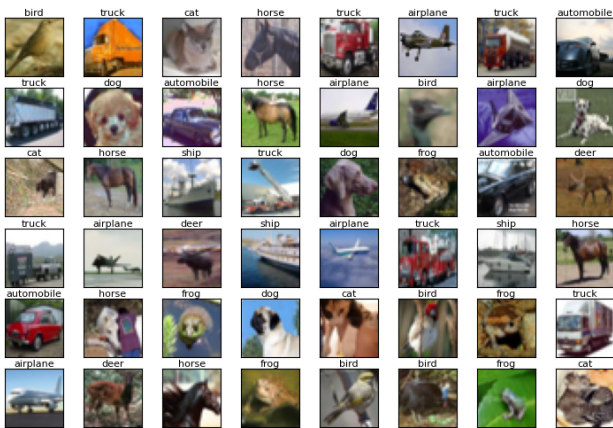 bird truck cat horse truck airplane truck automobile
truck dog automobile horse airplane bird airplane dog
cat horse ship truck dog frog automobile deer
truck airplane deer ship airplane truck ship horse
automobile horse frog dog cat bird frog truck
airplane deer horse frog bird bird frog cat